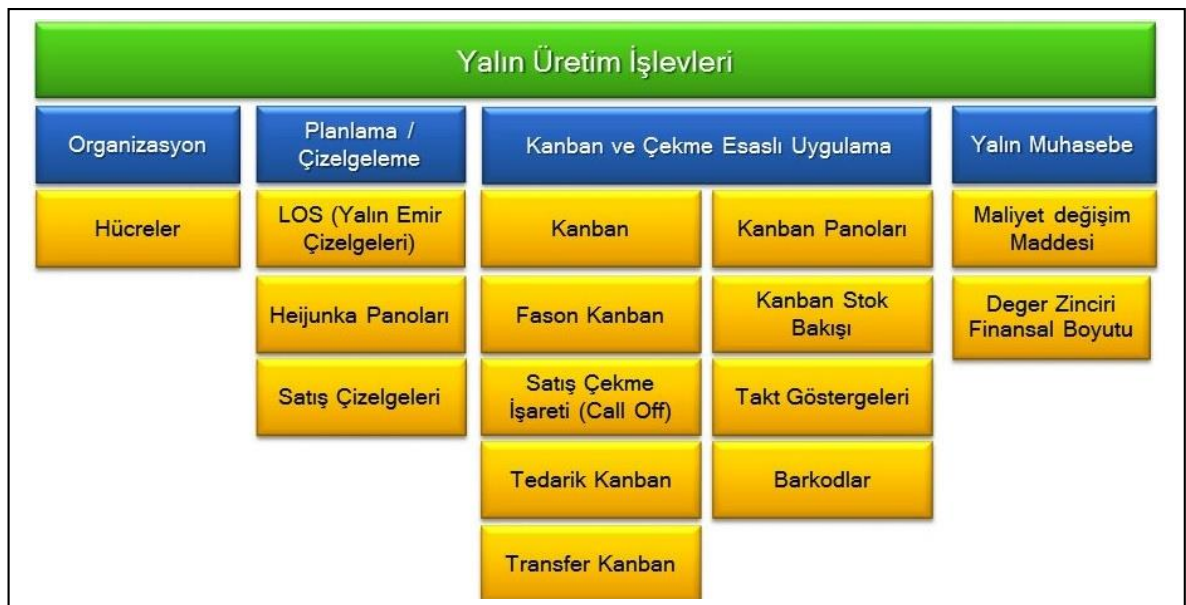 Yalın Üretim İşlevleri
Organizasyon
Hücreler
Planlama /
Çizelgeleme
LOS (Yalın Emir
Çizelgeleri)
Heijunka Panoları
Satış Çizelgeleri
Kanban ve Çekme Esaslı Uygulama
Kanban
Fason Kanban
Satış Çekme
İşareti (Call Off)
Tedarik Kanban
Transfer Kanban
Kanban Panoları
Kanban Stok
Bakışı
Takt Göstergeleri
Barkodlar
Yalın Muhasebe
Maliyet değişim
Maddesi
Deger Zinciri
Finansal Boyutu